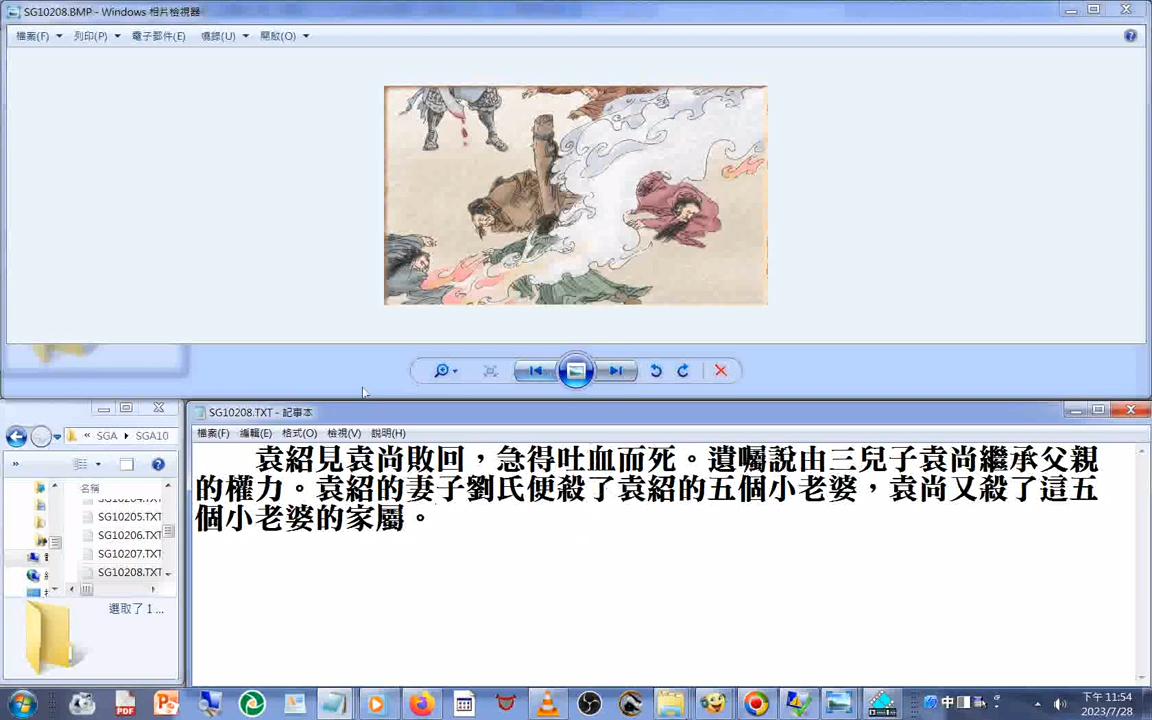 SG10208.BMP - Windows 相片檢視器
檔案(F) 列印(P) 電子郵件(E) 燒錄(U) 開啟(O)
SGA SGA10
名稱
SG10204.TXT
SG10205.TXT
SG10206.TXT
SG10207.TXT
SG10208.TXT
選取了 1 ...
SG10208.TXT - 記事本
檔案(F) 編輯(E) 格式(O) 檢視(V) 說明(H)
袁紹見袁尚敗回，急得吐血而死。遺囑說由三兒子袁尚繼承父親
的權力。袁紹的妻子劉氏便殺了袁紹的五個小老婆，袁尚又殺了這五
個小老婆的家屬。
PDF
中
下午 11:54
2023/7/28